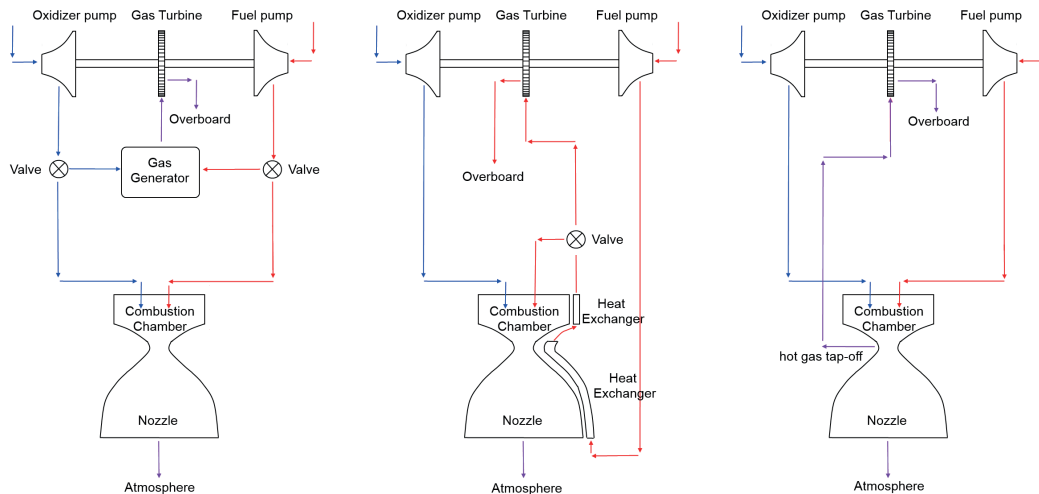 Oxidizer pump
Gas Turbine
Fuel pump
Overboard
Valve
Gas
Generator
Valve
Combustion
Chamber
Nozzle
Atmosphere
Oxidizer pump
Gas Turbine
Fuel pump
Overboard
Valve
Heat
Exchanger
Combustion
Chamber
Heat
Exchanger
Nozzle
Atmosphere
Oxidizer pump
Gas Turbine
Fuel pump
Overboard
Combustion
Chamber
hot gas tap-off
Nozzle
Atmosphere